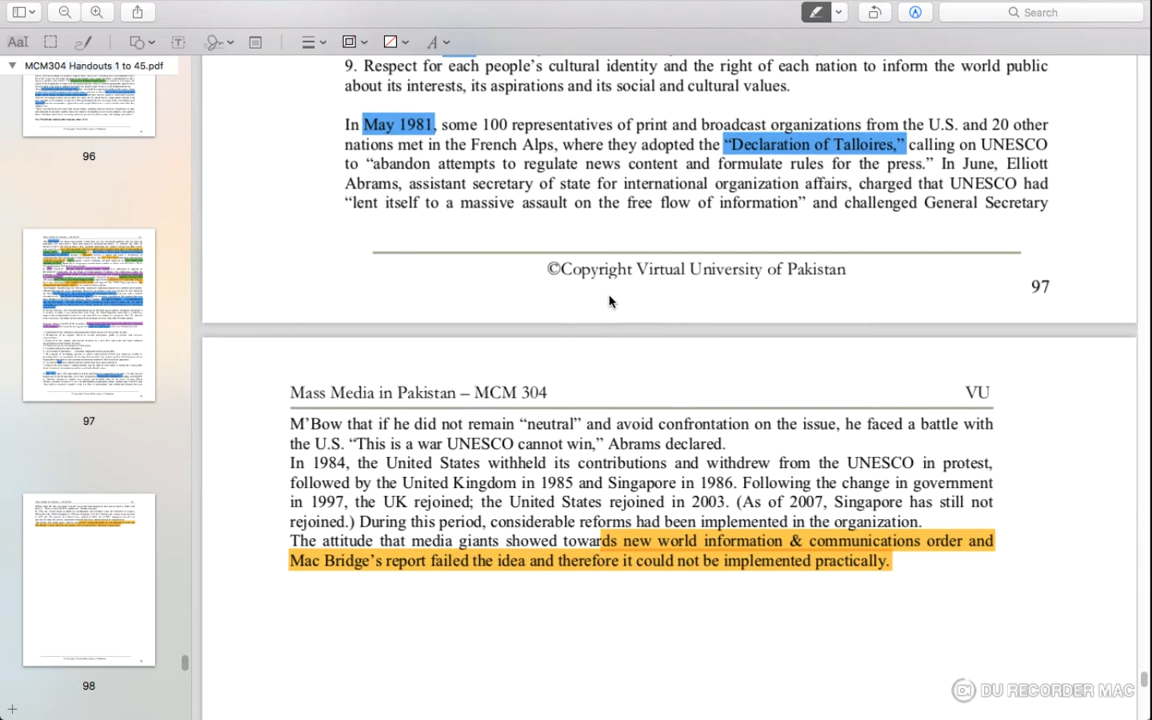 Search
MCM304 Handouts 1 to 45.pdf
96
97
98
9. Respect for each people's cultural identity and the right of each nation to inform the world public
about its interests, its aspirations and its social and cultural values.
In May 1981, some 100 representatives of print and broadcast organizations from the U.S. and 20 other
nations met in the French Alps, where they adopted the “Declaration of Talloires,” calling on UNESCO
to “abandon attempts to regulate news content and formulate rules for the press.” In June, Elliott
Abrams, assistant secretary of state for international organization affairs, charged that UNESCO had
“lent itself to a massive assault on the free flow of information” and challenged General Secretary
©Copyright Virtual University of Pakistan
97
Mass Media in Pakistan – MCM 304 VU
M’Bow that if he did not remain “neutral” and avoid confrontation on the issue, he faced a battle with
the U.S. “This is a war UNESCO cannot win,” Abrams declared.
In 1984, the United States withheld its contributions and withdrew from the UNESCO in protest,
followed by the United Kingdom in 1985 and Singapore in 1986. Following the change in government
in 1997, the UK rejoined; the United States rejoined in 2003. (As of 2007, Singapore has still not
rejoined.) During this period, considerable reforms had been implemented in the organization.
The attitude that media giants showed towards new world information & communications order and
Mac Bridge’s report failed the idea and therefore it could not be implemented practically.
DU RECORDER MAC